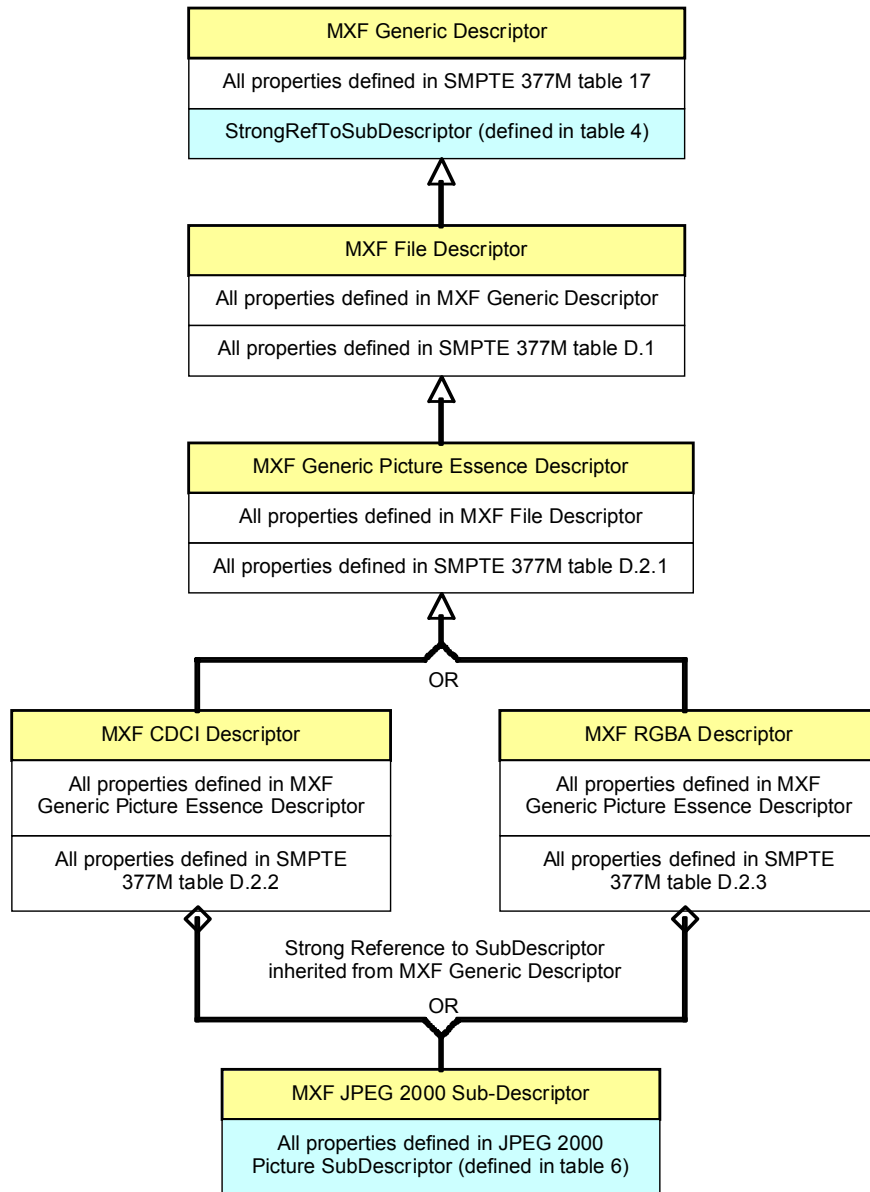 MXF Generic Descriptor
All properties defined in SMPTE 377M table 17
StrongRefToSubDescriptor (defined in table 4)
MXF File Descriptor
All properties defined in MXF Generic Descriptor
All properties defined in SMPTE 377M table D.1
MXF Generic Picture Essence Descriptor
All properties defined in MXF File Descriptor
All properties defined in SMPTE 377M table D.2.1
OR
MXF CDCI Descriptor
All properties defined in MXF
Generic Picture Essence Descriptor
All properties defined in SMPTE
377M table D.2.2
MXF RGBA Descriptor
All properties defined in MXF
Generic Picture Essence Descriptor
All properties defined in SMPTE
377M table D.2.3
Strong Reference to SubDescriptor
inherited from MXF Generic Descriptor
OR
MXF JPEG 2000 Sub-Descriptor
All properties defined in JPEG 2000
Picture SubDescriptor (defined in table 6)